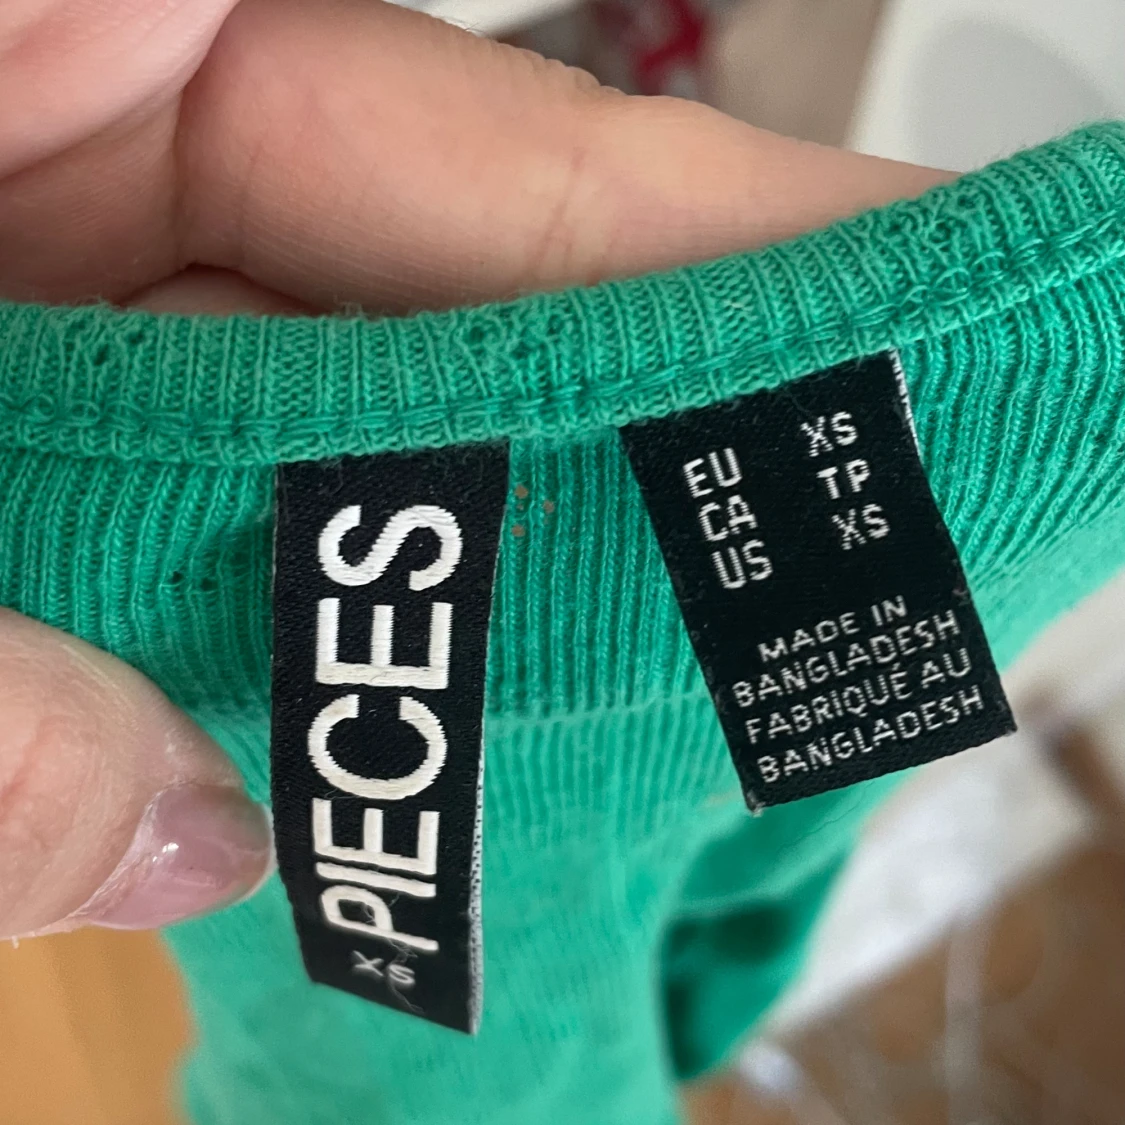 PIECES
XS
EU XS
CA TP
US XS
MADE IN
BANGLADESH
FABRIQUÉ AU
BANGLADESH